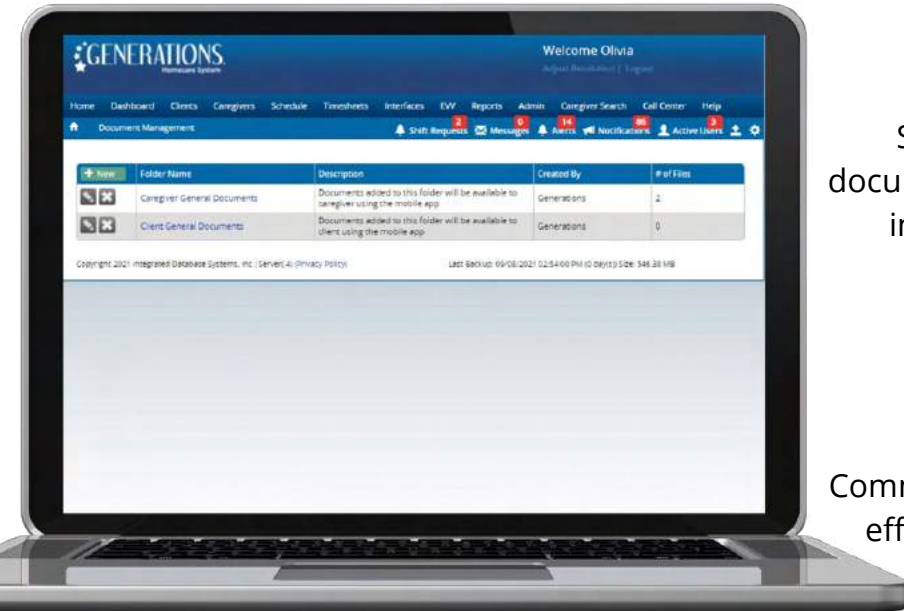 GENERATIONS
Homecare System
Welcome Olivia
Adjust Resolution | Logout
Home Dashboard Clients Caregivers Schedule Timesheets Interfaces EVV Reports Admin Caregiver Search Call Center Help
Document Management
2 0 14 86 3
Shift Requests Messages Alerts Notifications Active Users
+ New Folder Name Description Created By # of Files
Caregiver General Documents Documents added to this folder will be available to Generations 2
caregiver using the mobile app
Client General Documents Documents added to this folder will be available to Generations 0
client using the mobile app
Copyright 2021 Integrated Database Systems, Inc. | Server( 4) (Privacy Policy) Last Backup: 09/08/2021 02:54:00 PM (0 day(s)) Size: 546.38 MB
S
docu
in
Comm
eff